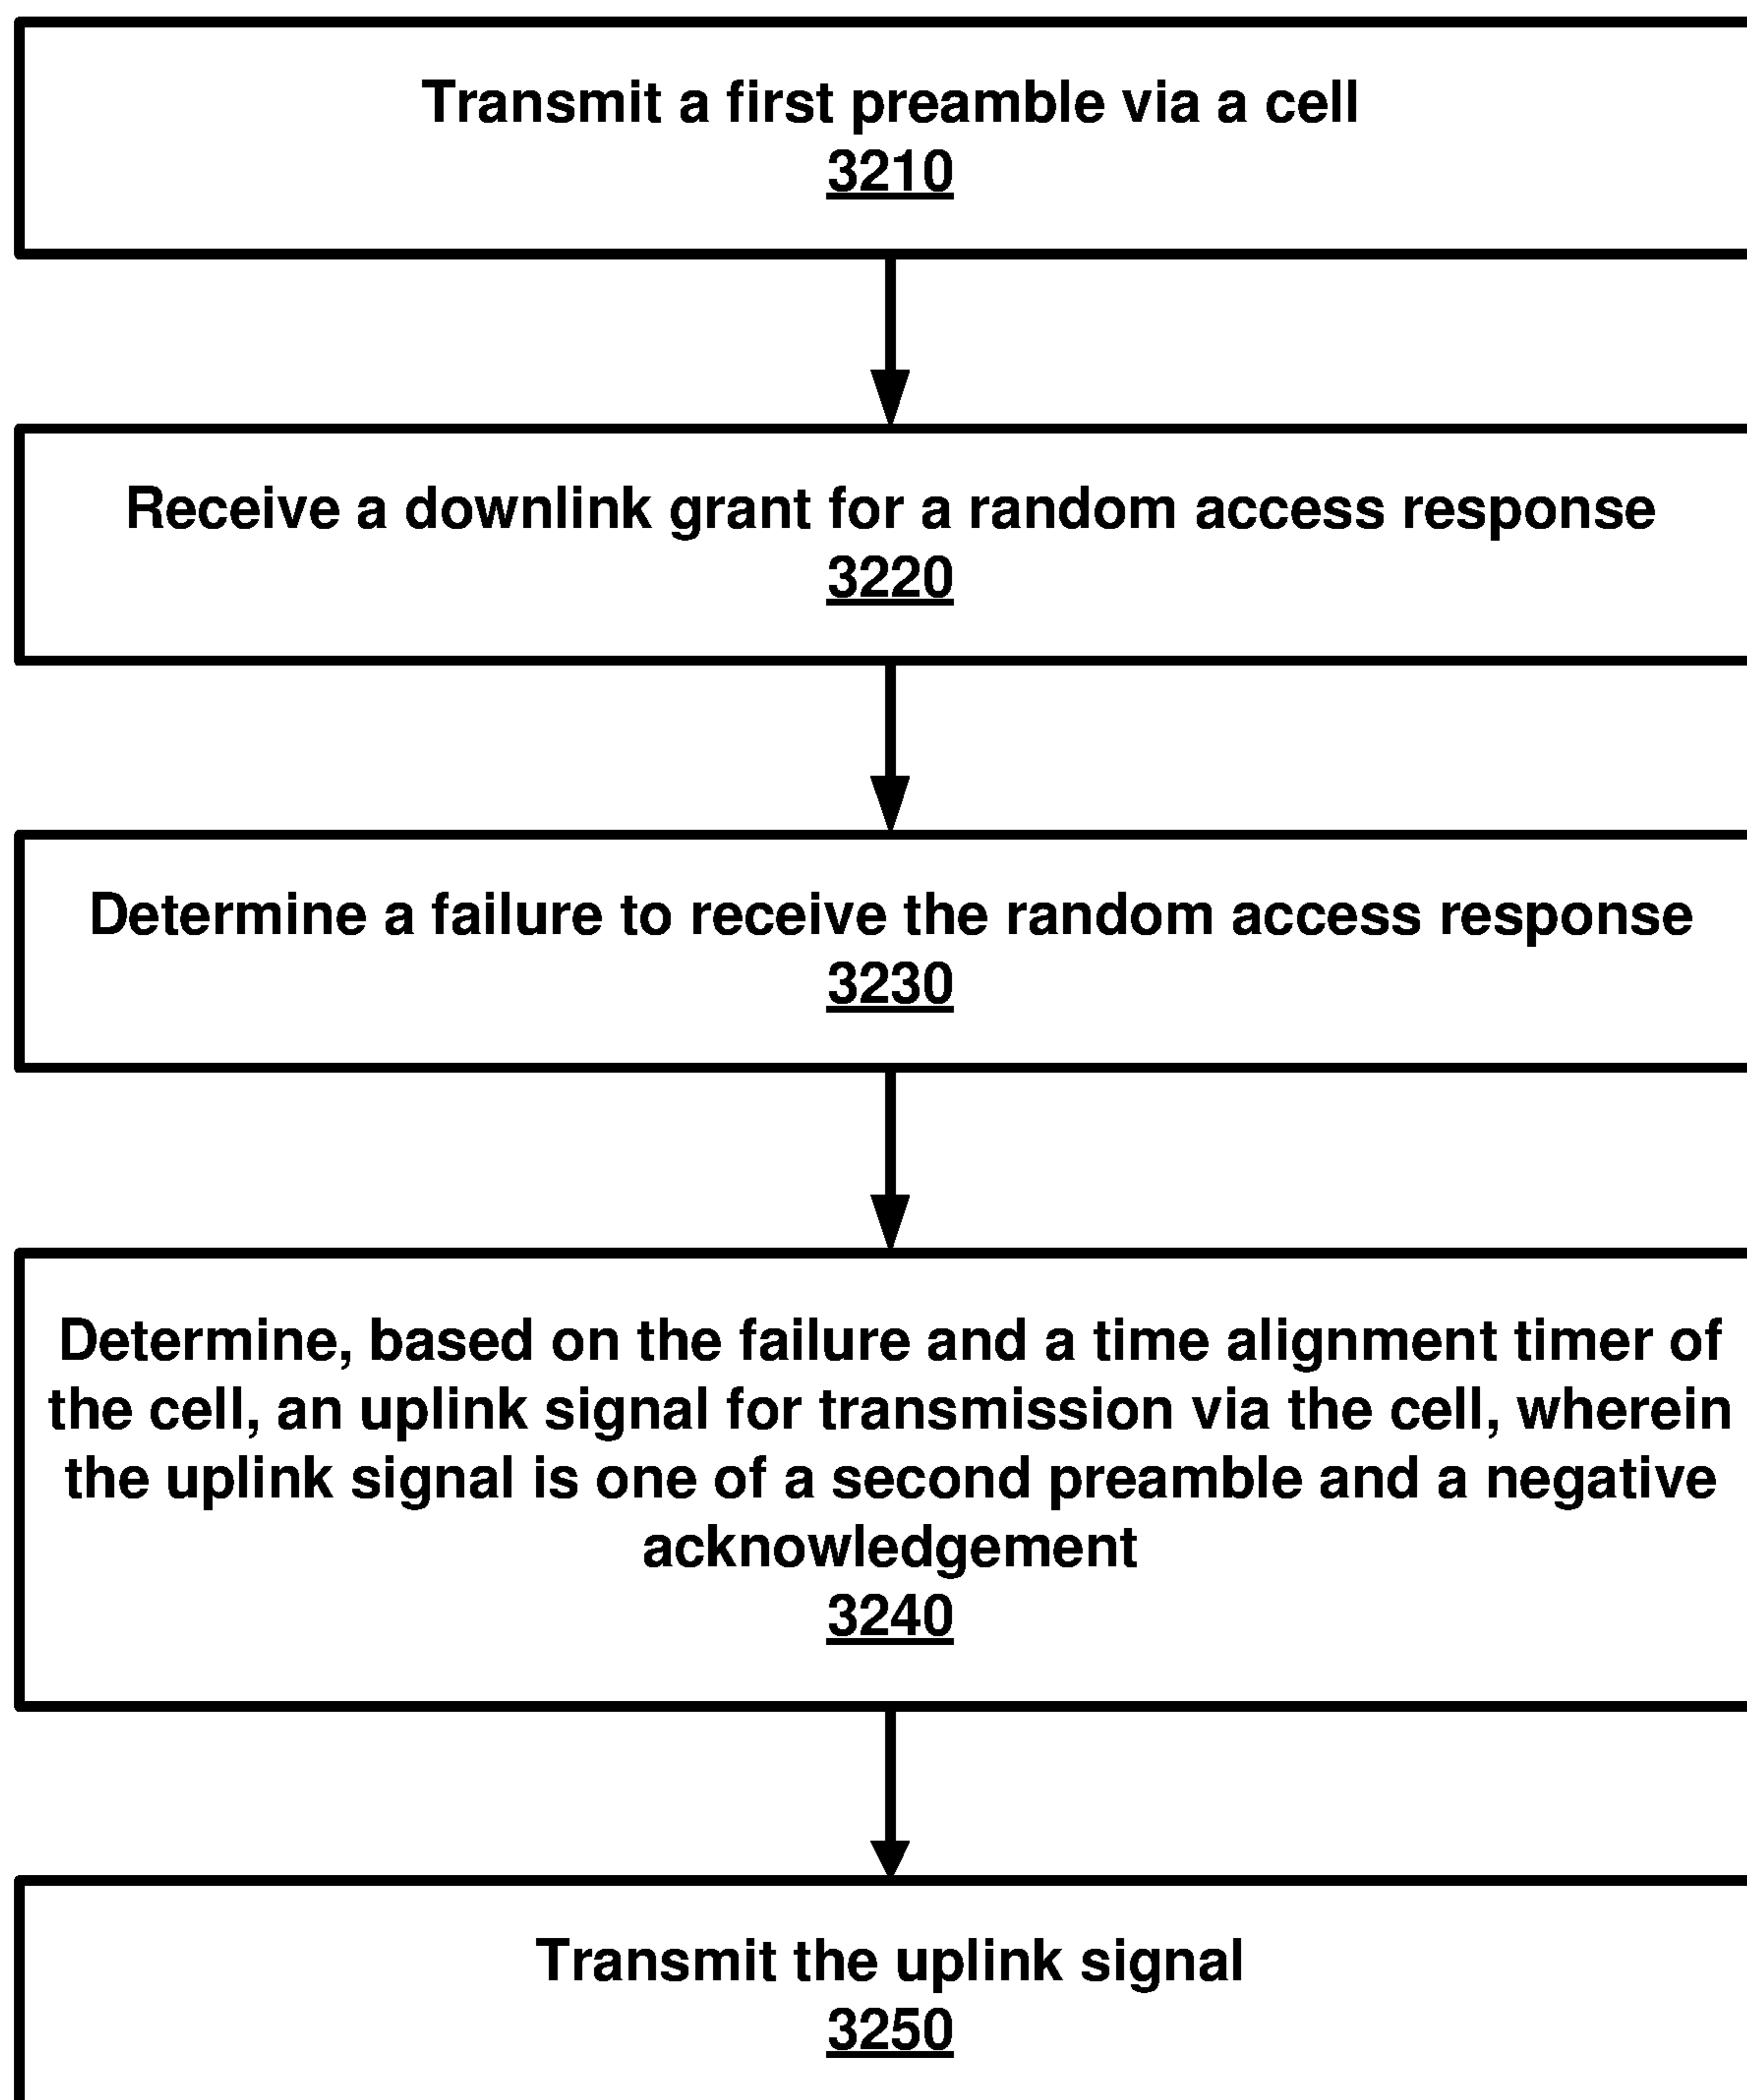 Transmit a first preamble via a cell
3210
Receive a downlink grant for a random access response
3220
Determine a failure to receive the random access response
3230
Determine, based on the failure and a time alignment timer of
the cell, an uplink signal for transmission via the cell, wherein
the uplink signal is one of a second preamble and a negative
acknowledgement
3240
Transmit the uplink signal
3250